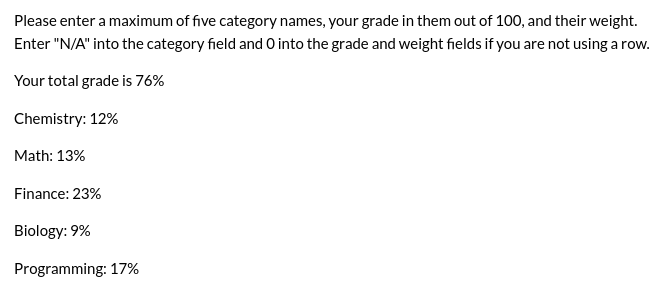 Please enter a maximum of five category names, your grade in them out of 100, and their weight.
Enter "N/A" into the category field and 0 into the grade and weight fields if you are not using a row.
Your total grade is 76%
Chemistry: 12%
Math: 13%
Finance: 23%
Biology: 9%
Programming: 17%